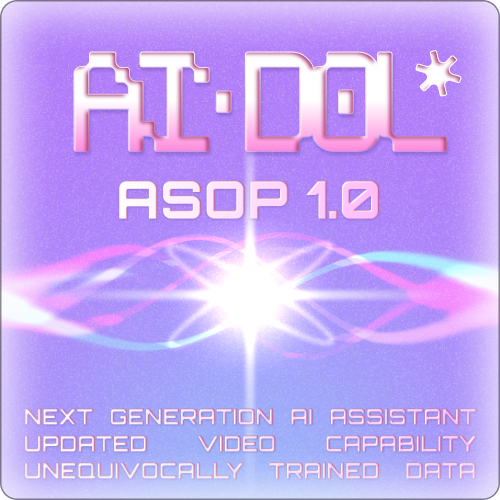 AI·DOL*
ASOP 1.0
NEXT GENERATION AI ASSISTANT
UPDATED VIDEO CAPABILITY
UNEQUIVOCALLY TRAINED DATA